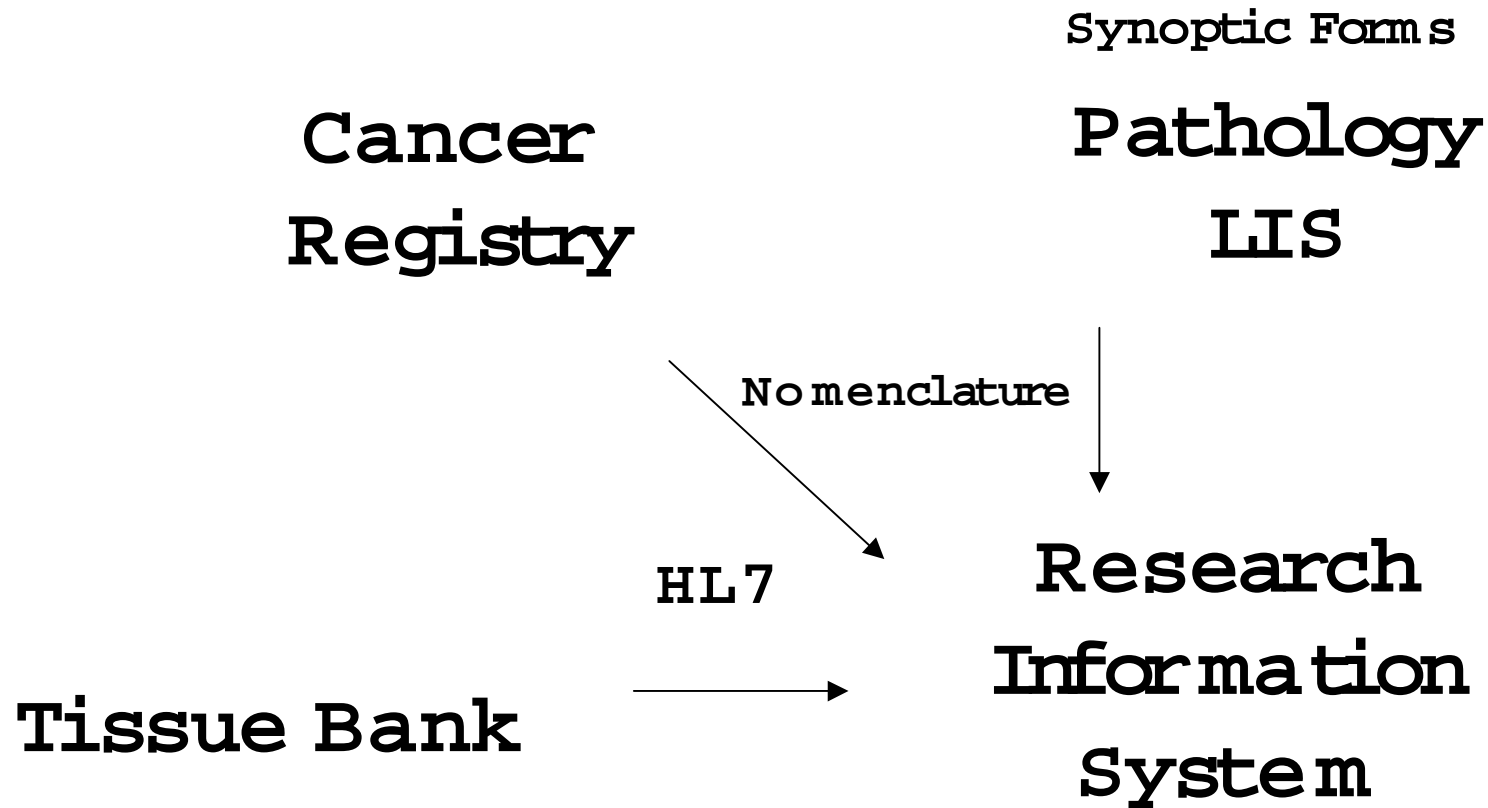 Synoptic Forms
Cancer
Registry
Pathology
LIS
Nomenclature
HL7
Tissue Bank
Research
Information
System